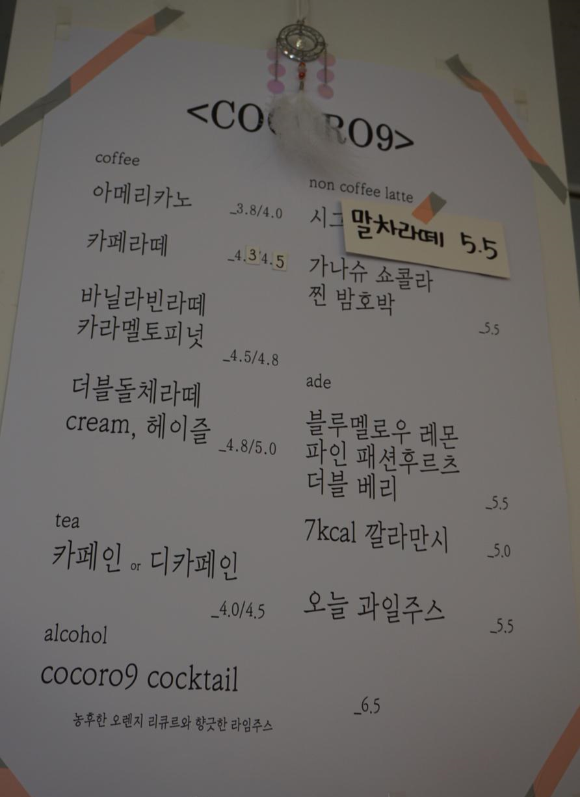 <COCORO9>
coffee
아메리카노 _3.8/4.0
카페라떼 _4.3/4.5
바닐라빈라떼
카라멜토피넛 _4.5/4.8
더블돌체라떼
cream, 헤이즐 _4.8/5.0
tea
카페인 or 디카페인
_4.0/4.5
alcohol
cocoro9 cocktail
_6.5
농후한 오렌지 리큐르와 향긋한 라임주스
non coffee latte
말차라떼 5.5
가나슈 쇼콜라
찐 밤호박
_5.5
ade
블루멜로우 레몬
파인 패션후르츠
더블 베리
_5.5
7kcal 깔라만시 _5.0
오늘 과일주스 _5.5